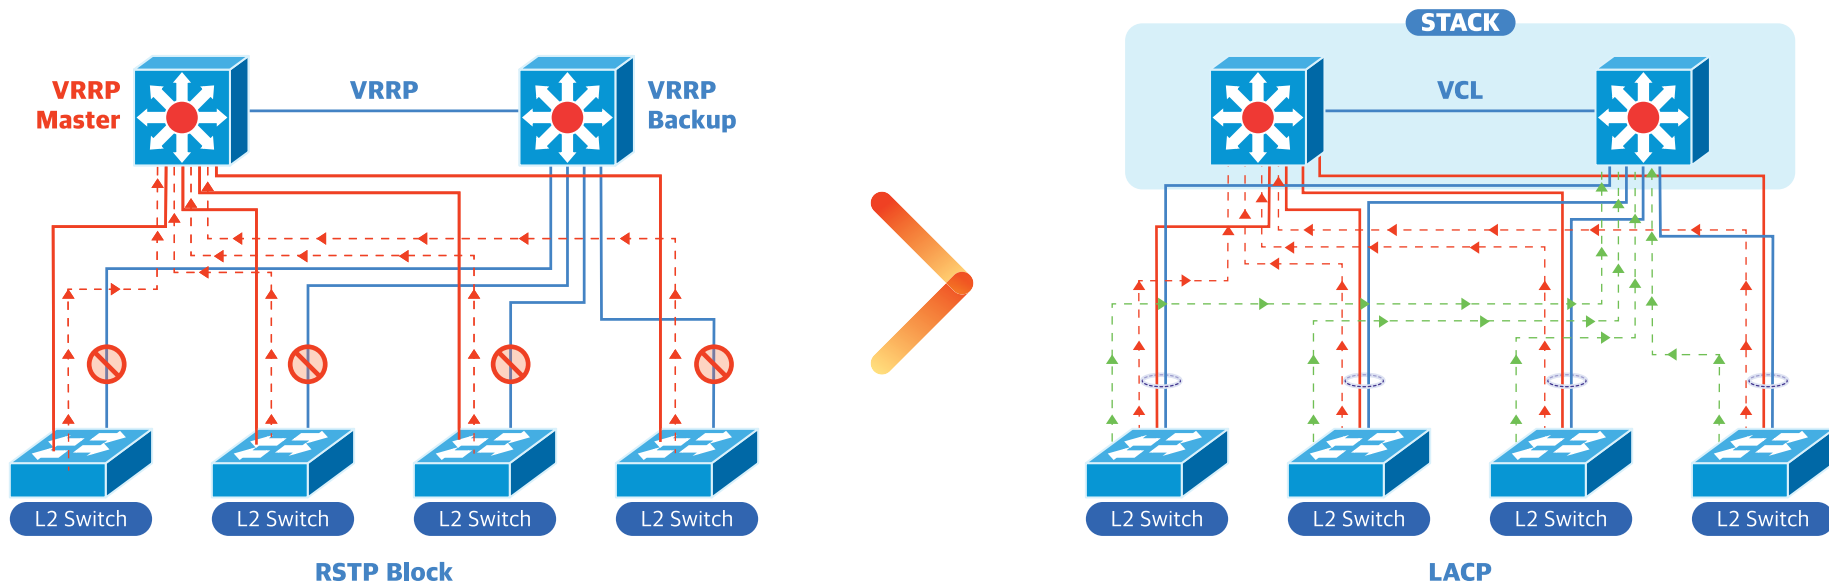 STACK
VRRP
Master
VRRP
VRRP
Backup
VCL
L2 Switch
L2 Switch
L2 Switch
L2 Switch
L2 Switch
L2 Switch
L2 Switch
L2 Switch
RSTP Block
LACP